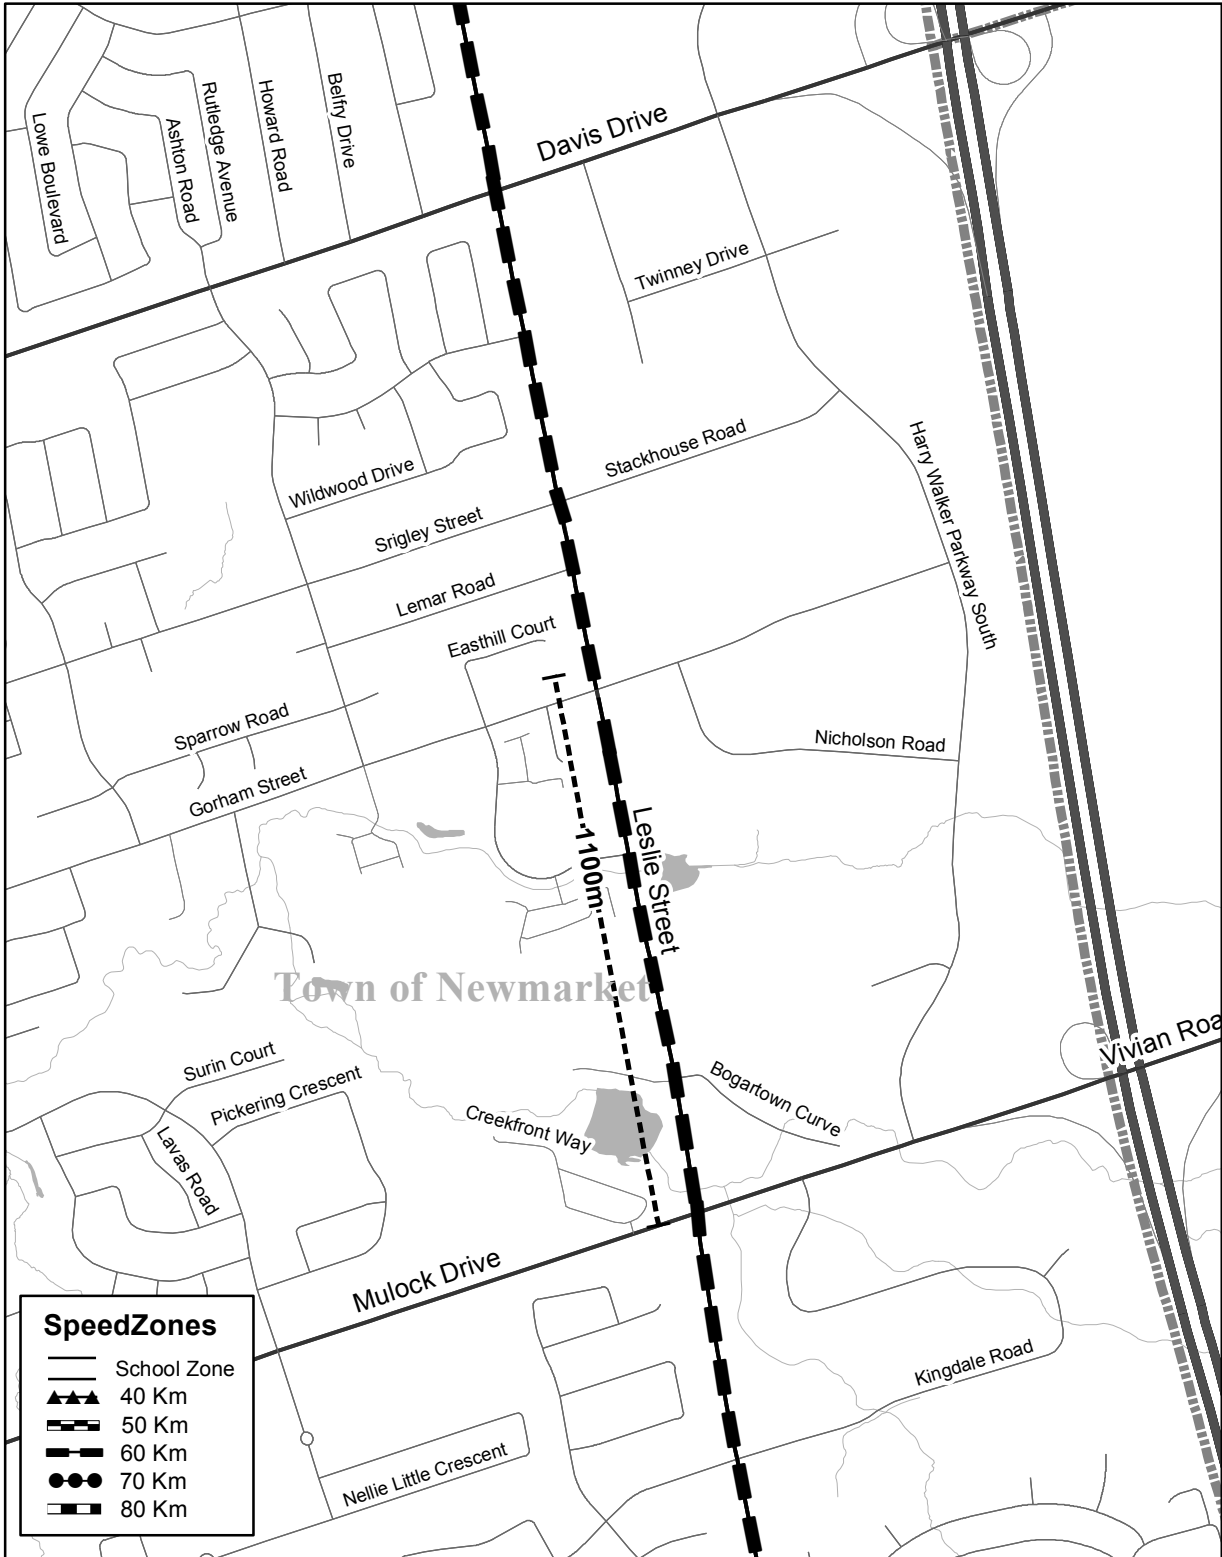 Lowe Boulevard
Ashton Road
Rutledge Avenue
Howard Road
Belfry Drive
Davis Drive
Twinney Drive
Stackhouse Road
Harry Walker Parkway South
Wildwood Drive
Srigley Street
Lemar Road
Easthill Court
Sparrow Road
Gorham Street
Nicholson Road
Leslie Street
1100m
Town of Newmarket
Vivian Roa
Surin Court
Pickering Crescent
Lavas Road
Creekfront Way
Bogartown Curve
Mulock Drive
Kingdale Road
Nellie Little Crescent
SpeedZones
School Zone
40 Km
50 Km
60 Km
70 Km
80 Km